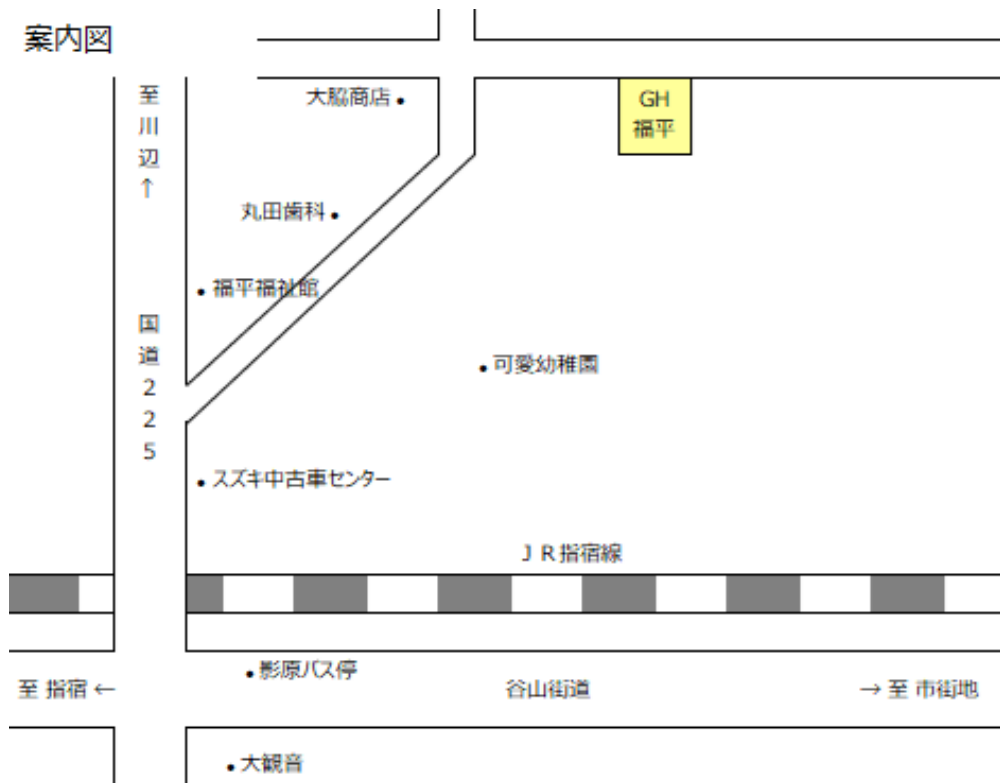 案内図
至川辺↑
大脇商店
GH
福平
丸田歯科
福平福祉館
国道225
可愛幼稚園
スズキ中古車センター
JR指宿線
影原バス停
至 指宿 ←
谷山街道
→ 至 市街地
大観音